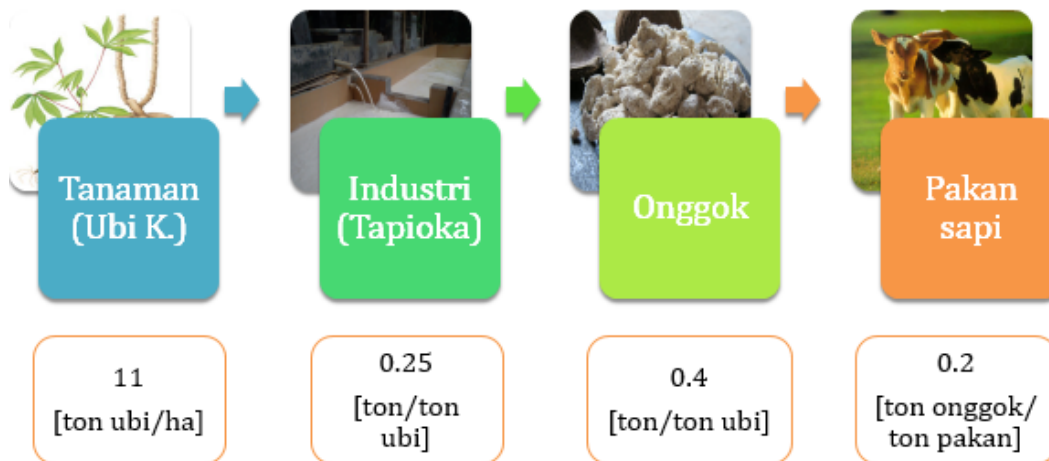 Tanaman
(Ubi K.)
Industri
(Tapioka)
Onggok
Pakan
sapi
11
[ton ubi/ha]
0.25
[ton/ton
ubi]
0.4
[ton/ton ubi]
0.2
[ton onggok/
ton pakan]